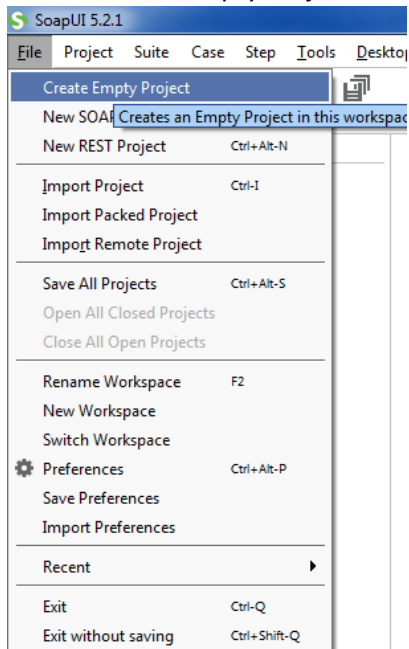 SoapUI 5.2.1
File Project Suite Case Step Tools Deskto
Create Empty Project
New SOAP Creates an Empty Project in this workspac
New REST Project Ctrl+Alt-N
Import Project Ctrl-I
Import Packed Project
Import Remote Project
Save All Projects Ctrl+Alt-S
Open All Closed Projects
Close All Open Projects
Rename Workspace F2
New Workspace
Switch Workspace
Preferences Ctrl+Alt-P
Save Preferences
Import Preferences
Recent
Exit Ctrl-Q
Exit without saving Ctrl+Shift-Q